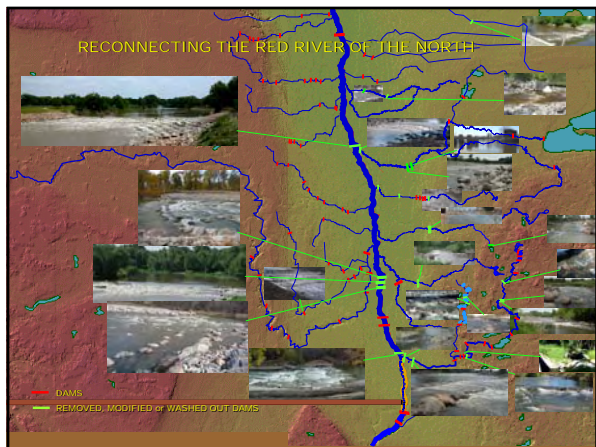 RECONNECTING THE RED RIVER OF THE NORTH
DAMS
REMOVED, MODIFIED or WASHED OUT DAMS